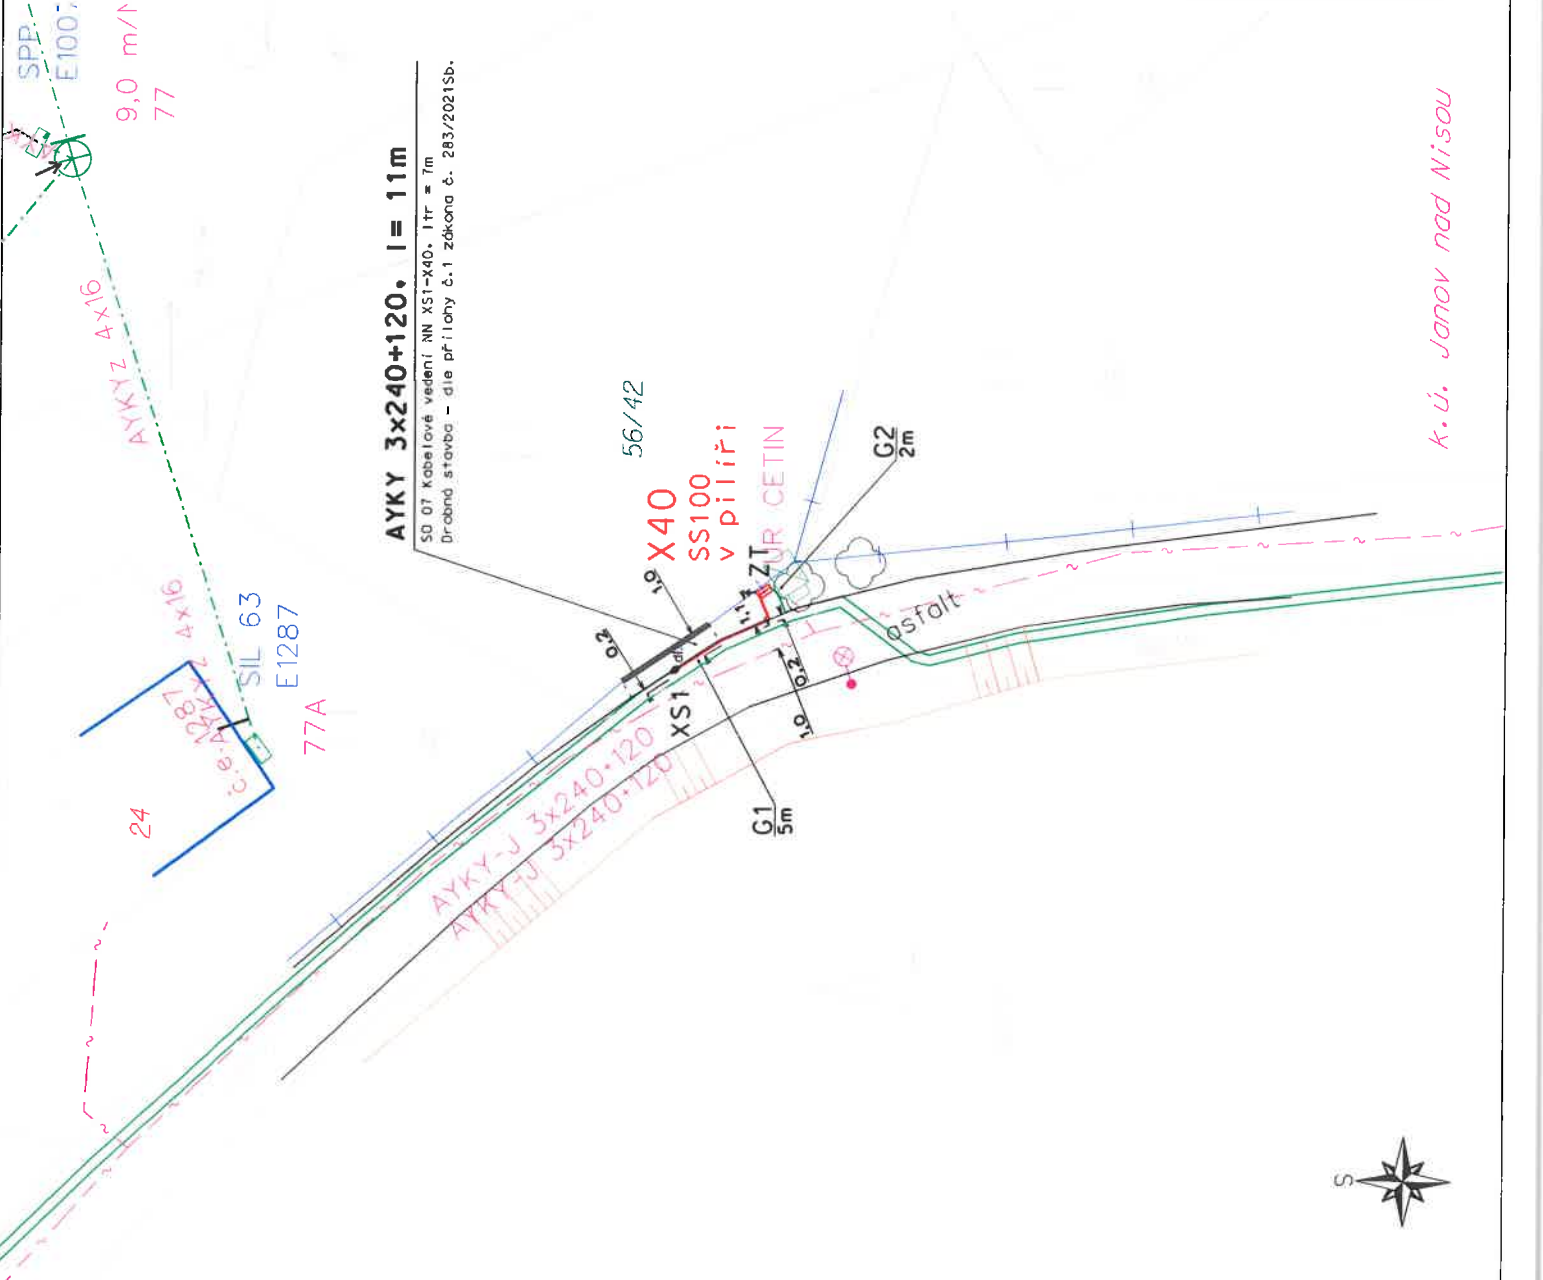 SPP
E1007
9,0 m/
77
AYKYZ 4x16
AYKY 3x240+120. l= 11m
SO 07 Kabelové vedení NN XS1-X40. ltr = 7m
Drobná stavba - dle přílohy č.1 zákona č. 283/2021Sb.
56/42
X40
SS100
v pilíři
UR CETIN
ZT
G2
2m
1,0
1,1
0,2
XS1
0,2
1,0
G1
5m
asfalt
AYKYZ 4x16
SIL 63
E1287
77A
č.e. 1287
24
AYKY-J 3x240+120
AYKY-J 3x240+120
k.ú. Janov nad Nisou
S